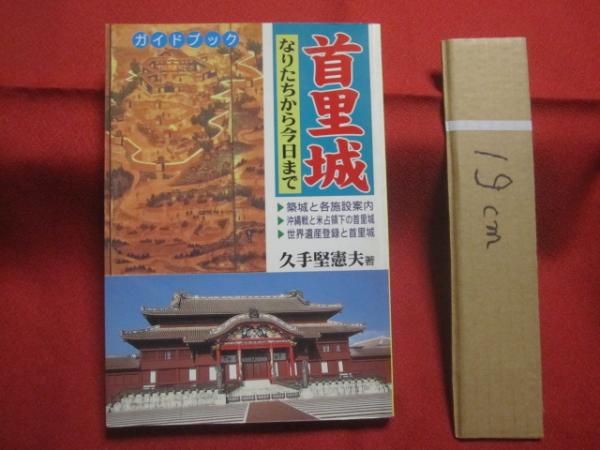 ガイドブック
首里城
なりたちから今日まで
▶築城と各施設案内
▶沖縄戦と米占領下の首里城
▶世界遺産登録と首里城
久手堅憲夫著
19cm